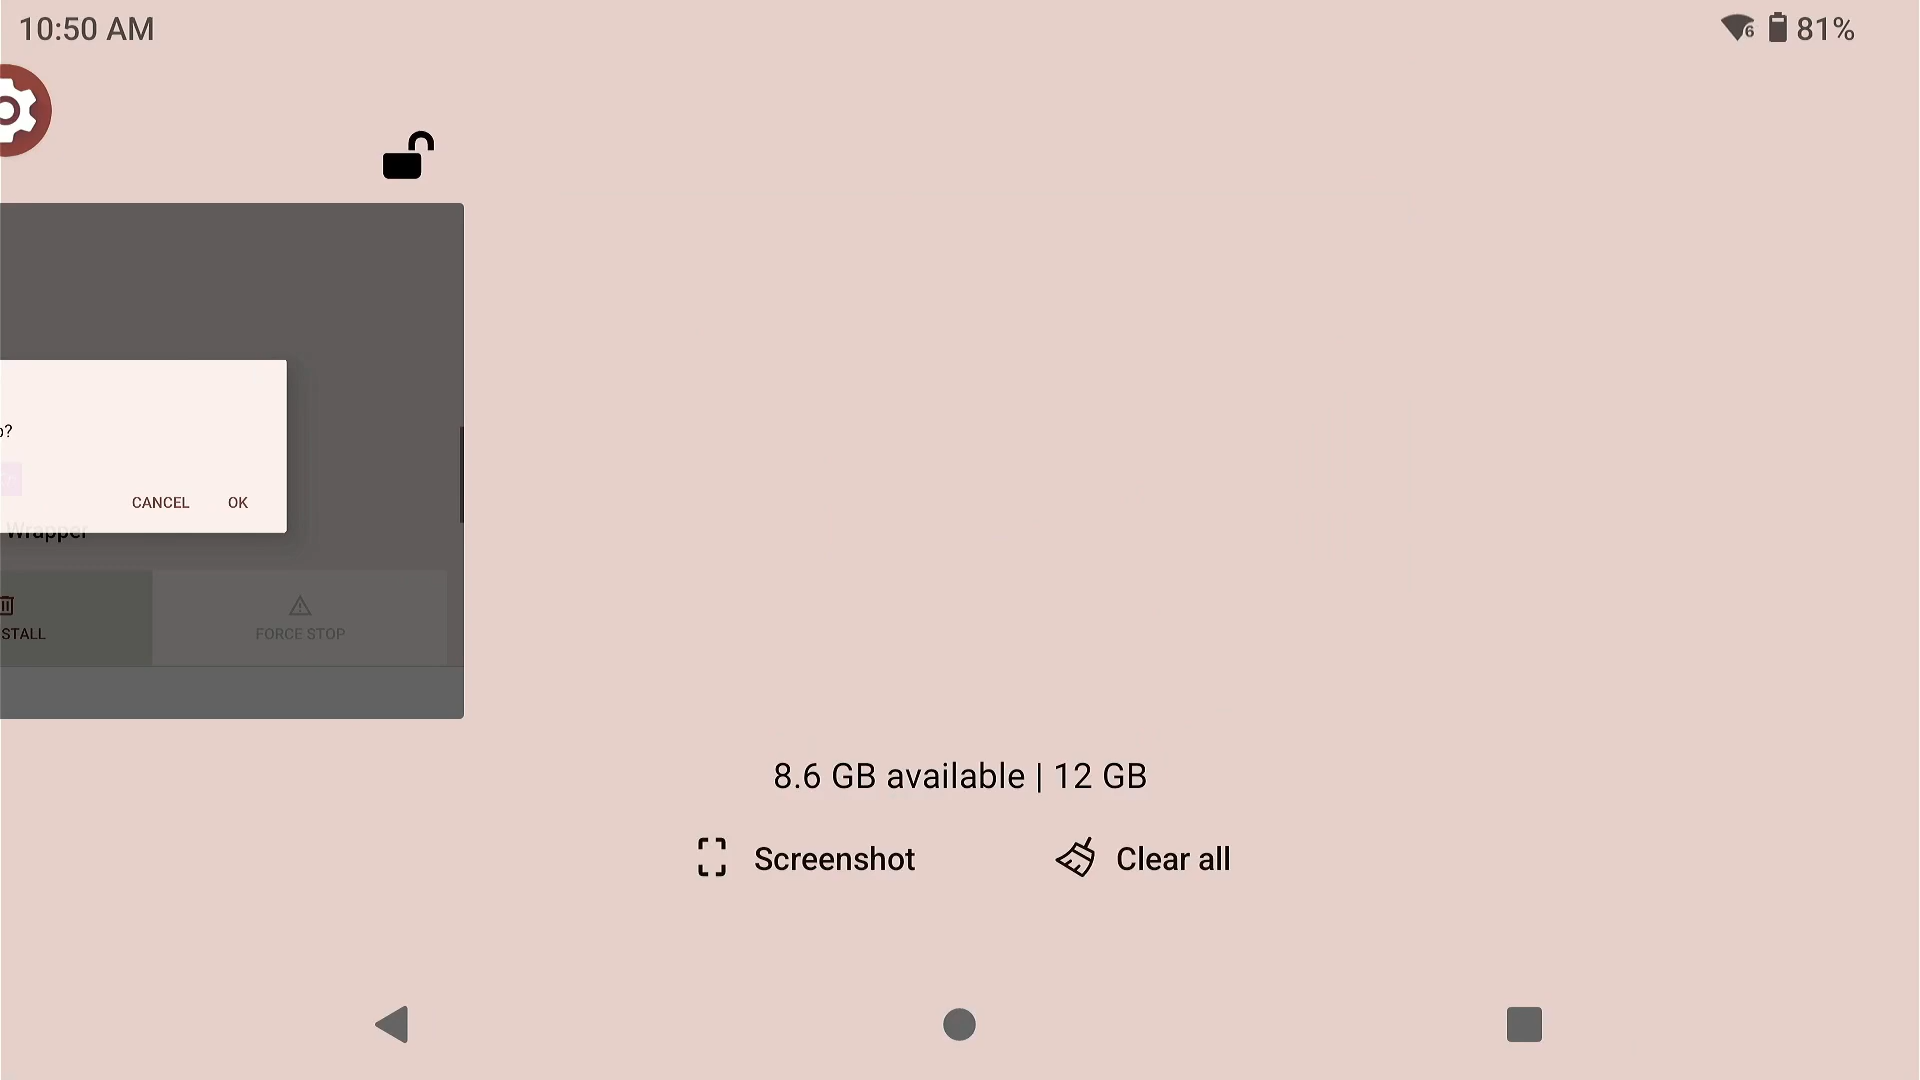 10:50 AM
6
81%
?
CANCEL OK
Wrapper
STALL
FORCE STOP
8.6 GB available | 12 GB
Screenshot
Clear all